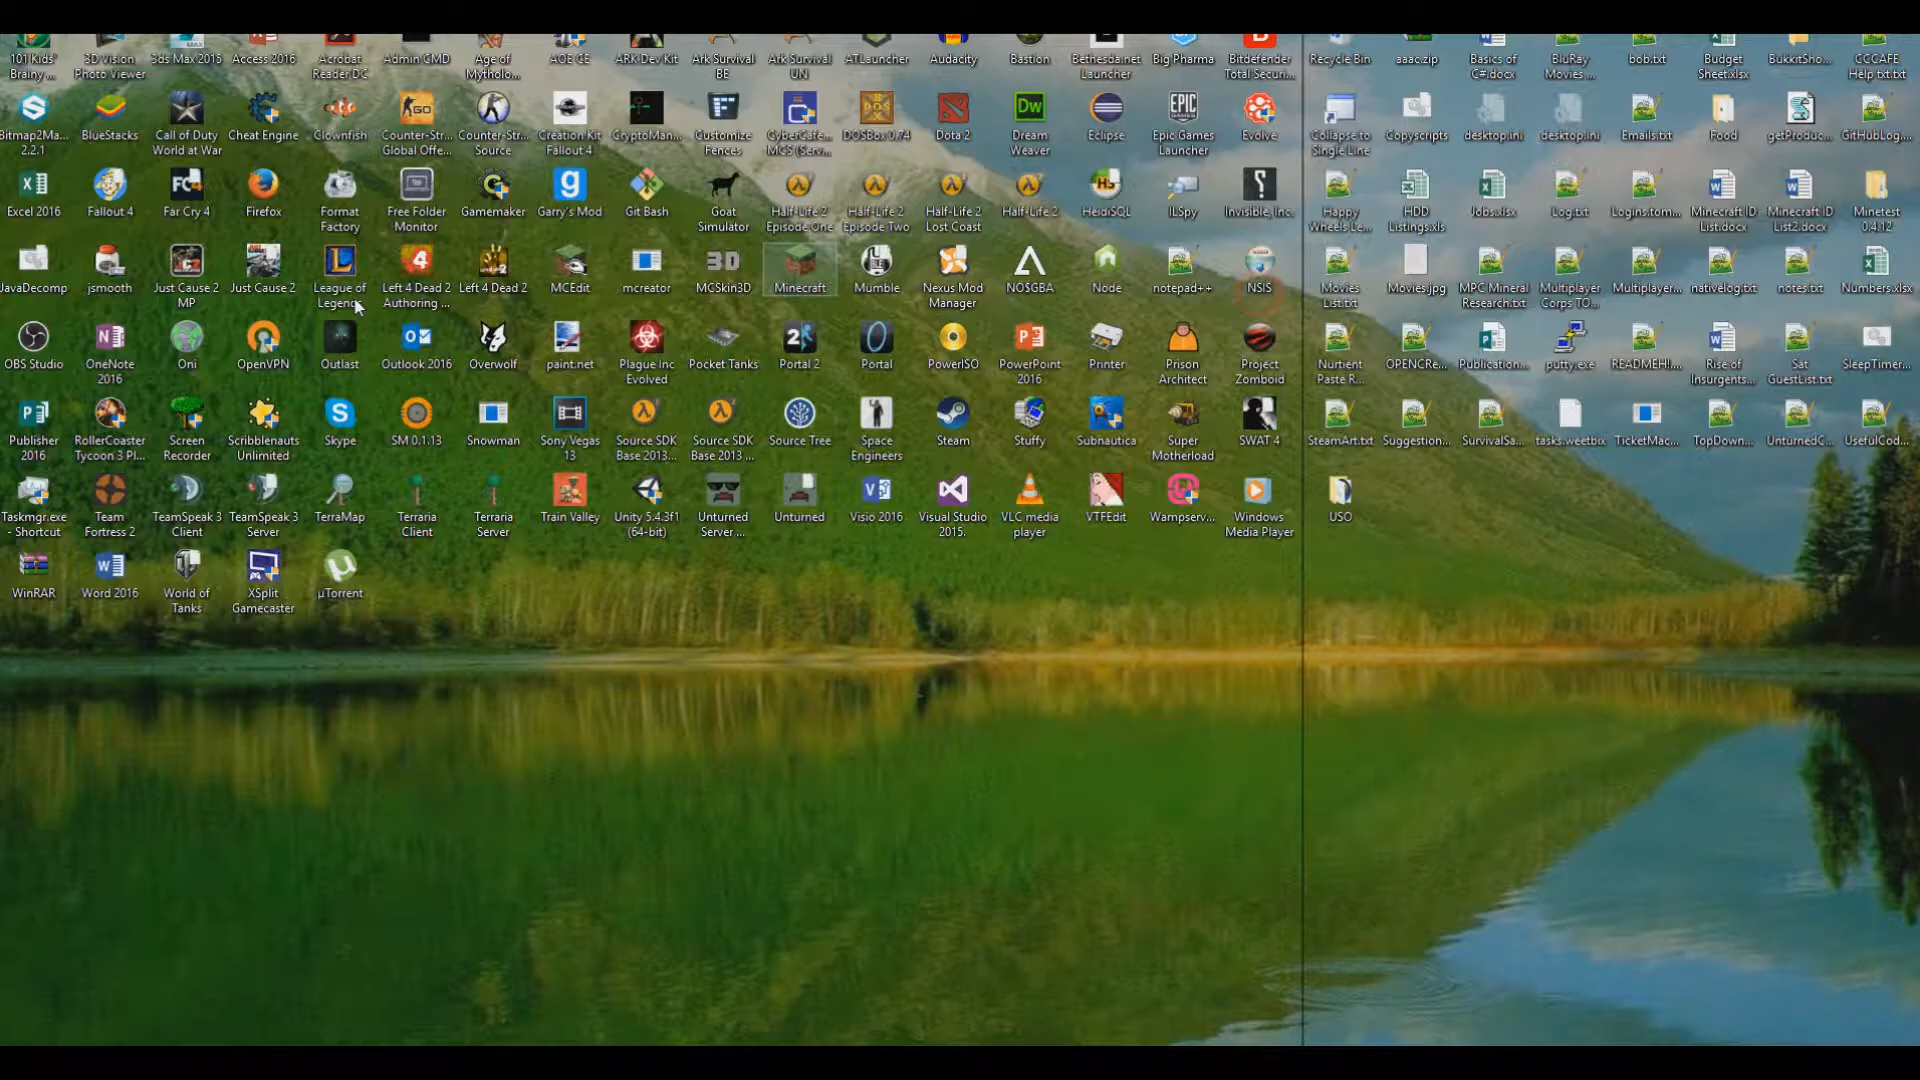 101 Kids' Brainy ...
3D Vision Photo Viewer
3ds Max 2015
Access 2016
Acrobat Reader DC
Admin CMD
Age of Mytholo...
AOE CE
ARK Dev Kit
Ark Survival BE
Ark Survival UN
ATLauncher
Audacity
Bastion
Bethesda.net Launcher
Big Pharma
Bitdefender Total Securi...
Recycle Bin
aaac.zip
Basics of C#.docx
BluRay Movies ...
bob.txt
Budget Sheet.xlsx
BukkitSho...
CCCAFE Help txt.txt
Bitmap2Ma... 2.2.1
BlueStacks
Call of Duty World at War
Cheat Engine
Clownfish
Counter-Str... Global Offe...
Counter-Str... Source
Creation Kit Fallout 4
CryptoMan...
Customize Fences
CyberCafe... MCS (Serv...
DOSBox 0.74
Dota 2
Dream Weaver
Eclipse
Epic Games Launcher
Evolve
Collapse to Single Line
Copyscripts
desktop.ini
desktop.ini
Emails.txt
Food
getProduc...
GitHubLog...
Excel 2016
Fallout 4
Far Cry 4
Firefox
Format Factory
Free Folder Monitor
Gamemaker
Garry's Mod
Git Bash
Goat Simulator
Half-Life 2 Episode One
Half-Life 2 Episode Two
Half-Life 2 Lost Coast
Half-Life 2
HeidiSQL
ILSpy
Invisible, Inc.
Happy Wheels Le...
HDD Listings.xls
Jobs.xlsx
Log.txt
Logins.tom...
Minecraft ID List.docx
Minecraft ID List2.docx
Minetest 0.4.12
JavaDecomp
jsmooth
Just Cause 2 MP
Just Cause 2
League of Legends
Left 4 Dead 2 Authoring ...
Left 4 Dead 2
MCEdit
mcreator
MCSkin3D
Minecraft
Mumble
Nexus Mod Manager
NO$GBA
Node
notepad++
NSIS
Movies List.txt
Movies.jpg
MPC Mineral Research.txt
Multiplayer Corps TO...
Multiplayer...
nativelog.txt
notes.txt
Numbers.xlsx
OBS Studio
OneNote 2016
Oni
OpenVPN
Outlast
Outlook 2016
Overwolf
paint.net
Plague Inc Evolved
Pocket Tanks
Portal 2
Portal
PowerISO
PowerPoint 2016
Printer
Prison Architect
Project Zomboid
Nurtient Paste R...
OPENCRe...
Publication...
putty.exe
READMEH!...
Rise of Insurgents...
Sat GuestList.txt
SleepTimer...
Publisher 2016
RollerCoaster Tycoon 3 Pl...
Screen Recorder
Scribblenauts Unlimited
Skype
SM 0.1.13
Snowman
Sony Vegas 13
Source SDK Base 2013...
Source SDK Base 2013 ...
Source Tree
Space Engineers
Steam
Stuffy
Subnautica
Super Motherload
SWAT 4
SteamArt.txt
Suggestion...
SurvivalSa...
tasks.weetbix
TicketMac...
TopDown...
UnturnedC...
UsefulCod...
Taskmgr.exe - Shortcut
Team Fortress 2
TeamSpeak 3 Client
TeamSpeak 3 Server
TerraMap
Terraria Client
Terraria Server
Train Valley
Unity 5.4.3f1 (64-bit)
Unturned Server ...
Unturned
Visio 2016
Visual Studio 2015.
VLC media player
VTFEdit
Wampserv...
Windows Media Player
USO
WinRAR
Word 2016
World of Tanks
XSplit Gamecaster
µTorrent